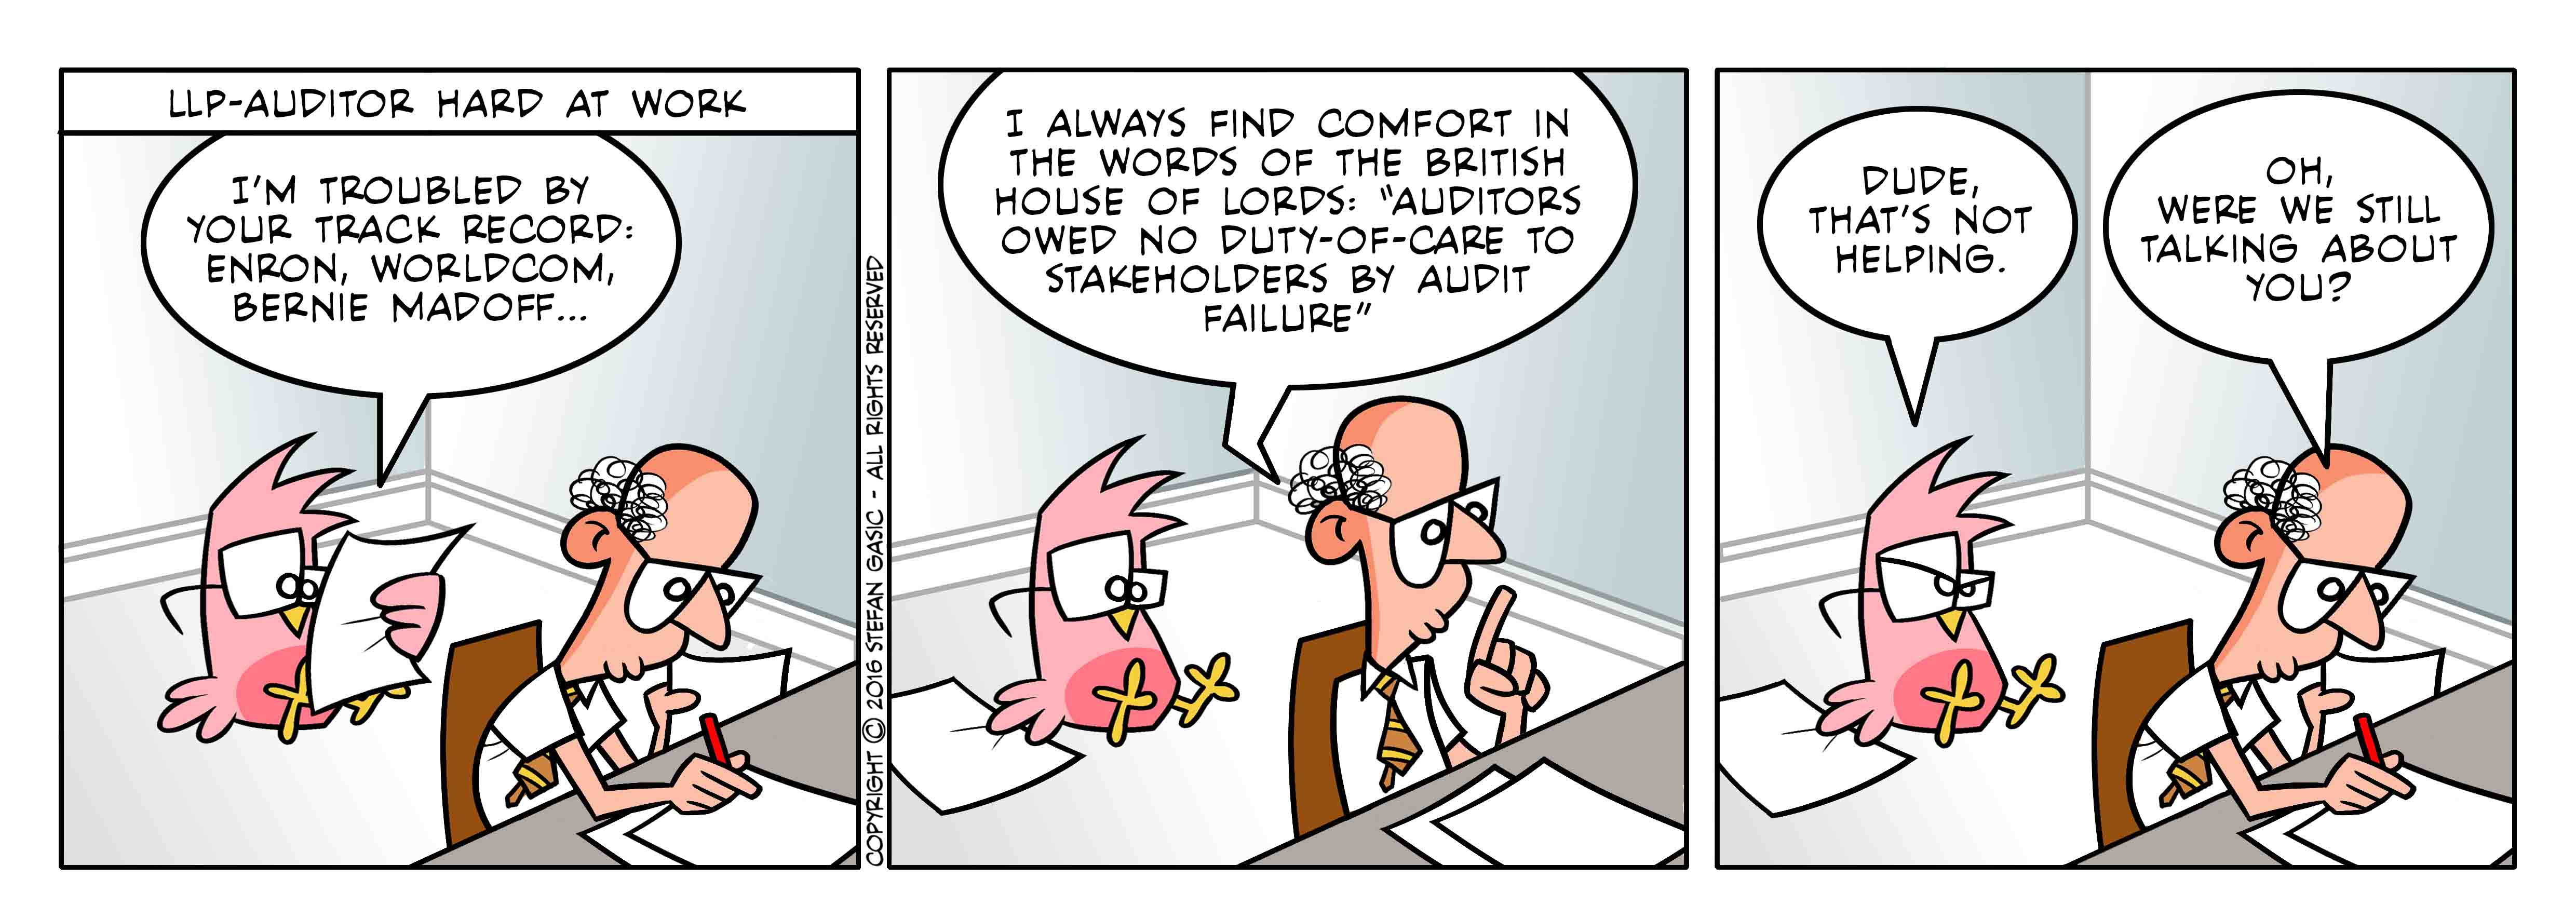 LLP-AUDITOR HARD AT WORK
I'M TROUBLED BY
YOUR TRACK RECORD:
ENRON, WORLDCOM,
BERNIE MADOFF...
COPYRIGHT © 2016 STEFAN GASIC - ALL RIGHTS RESERVED
I ALWAYS FIND COMFORT IN
THE WORDS OF THE BRITISH
HOUSE OF LORDS: "AUDITORS
OWED NO DUTY-OF-CARE TO
STAKEHOLDERS BY AUDIT
FAILURE"
DUDE,
THAT'S NOT
HELPING.
OH,
WERE WE STILL
TALKING ABOUT
YOU?